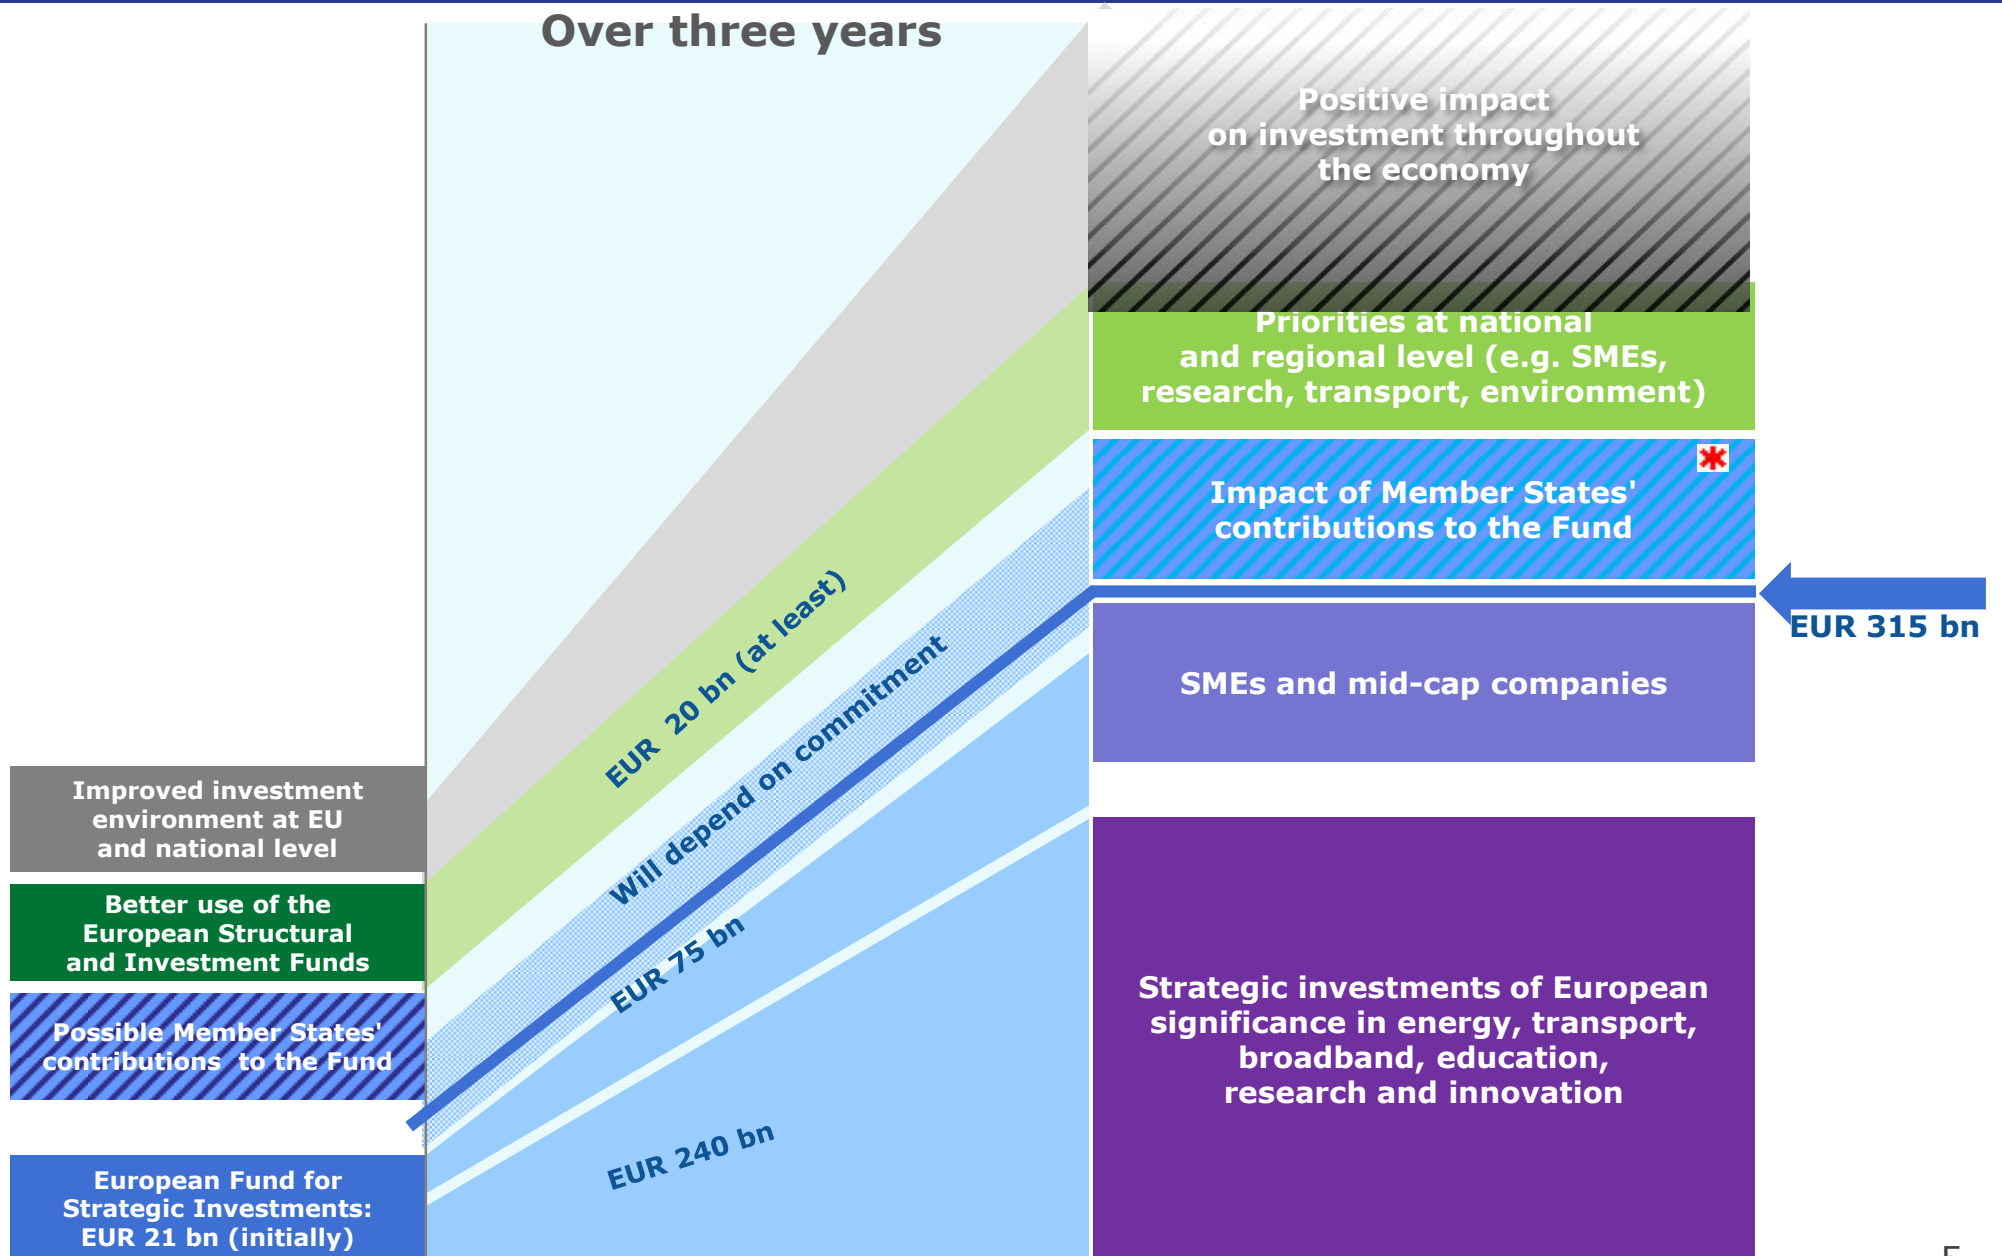 Over three years
Positive impact
on investment throughout
the economy
Priorities at national
and regional level (e.g. SMEs,
research, transport, environment)
Impact of Member States'
contributions to the Fund
EUR 315 bn
SMEs and mid-cap companies
Strategic investments of European
significance in energy, transport,
broadband, education,
research and innovation
EUR 20 bn (at least)
Will depend on commitment
EUR 75 bn
EUR 240 bn
Improved investment
environment at EU
and national level
Better use of the
European Structural
and Investment Funds
Possible Member States'
contributions to the Fund
European Fund for
Strategic Investments:
EUR 21 bn (initially)